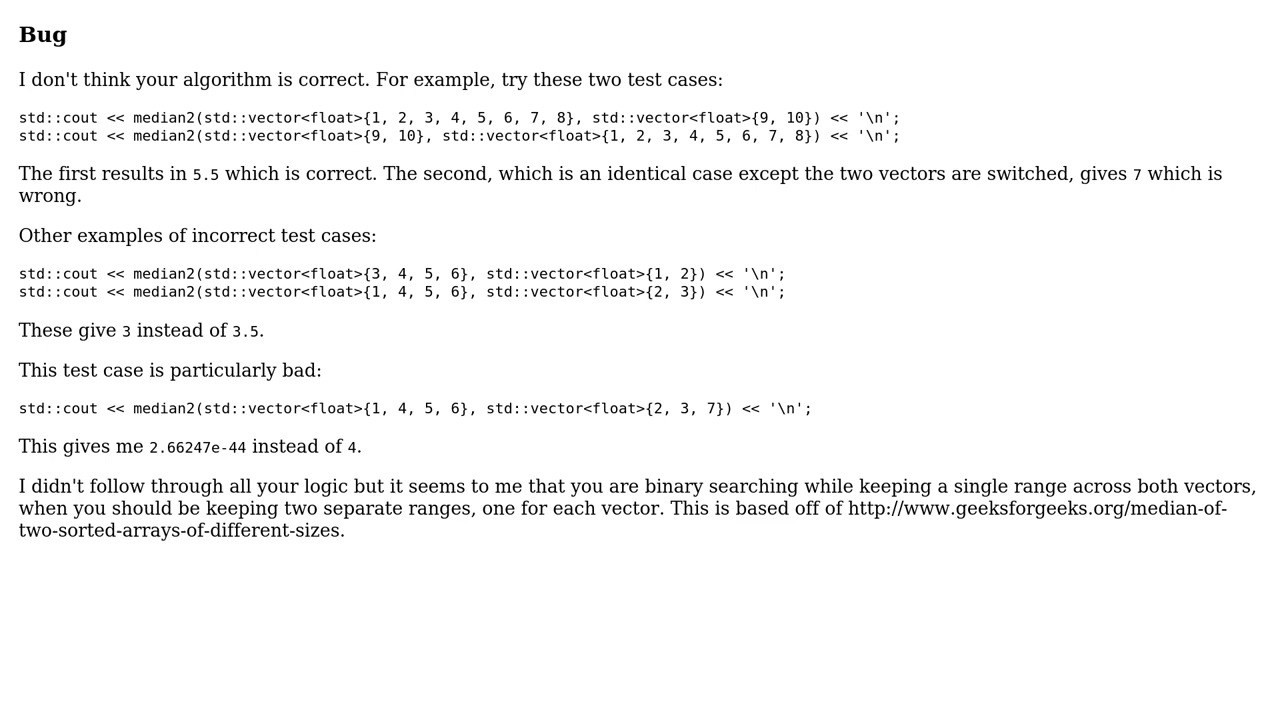 Bug
I don't think your algorithm is correct. For example, try these two test cases:
std::cout << median2(std::vector<float>{1, 2, 3, 4, 5, 6, 7, 8}, std::vector<float>{9, 10}) << '\n';
std::cout << median2(std::vector<float>{9, 10}, std::vector<float>{1, 2, 3, 4, 5, 6, 7, 8}) << '\n';
The first results in 5.5 which is correct. The second, which is an identical case except the two vectors are switched, gives 7 which is
wrong.
Other examples of incorrect test cases:
std::cout << median2(std::vector<float>{3, 4, 5, 6}, std::vector<float>{1, 2}) << '\n';
std::cout << median2(std::vector<float>{1, 4, 5, 6}, std::vector<float>{2, 3}) << '\n';
These give 3 instead of 3.5.
This test case is particularly bad:
std::cout << median2(std::vector<float>{1, 4, 5, 6}, std::vector<float>{2, 3, 7}) << '\n';
This gives me 2.66247e-44 instead of 4.
I didn't follow through all your logic but it seems to me that you are binary searching while keeping a single range across both vectors,
when you should be keeping two separate ranges, one for each vector. This is based off of http://www.geeksforgeeks.org/median-of-
two-sorted-arrays-of-different-sizes.